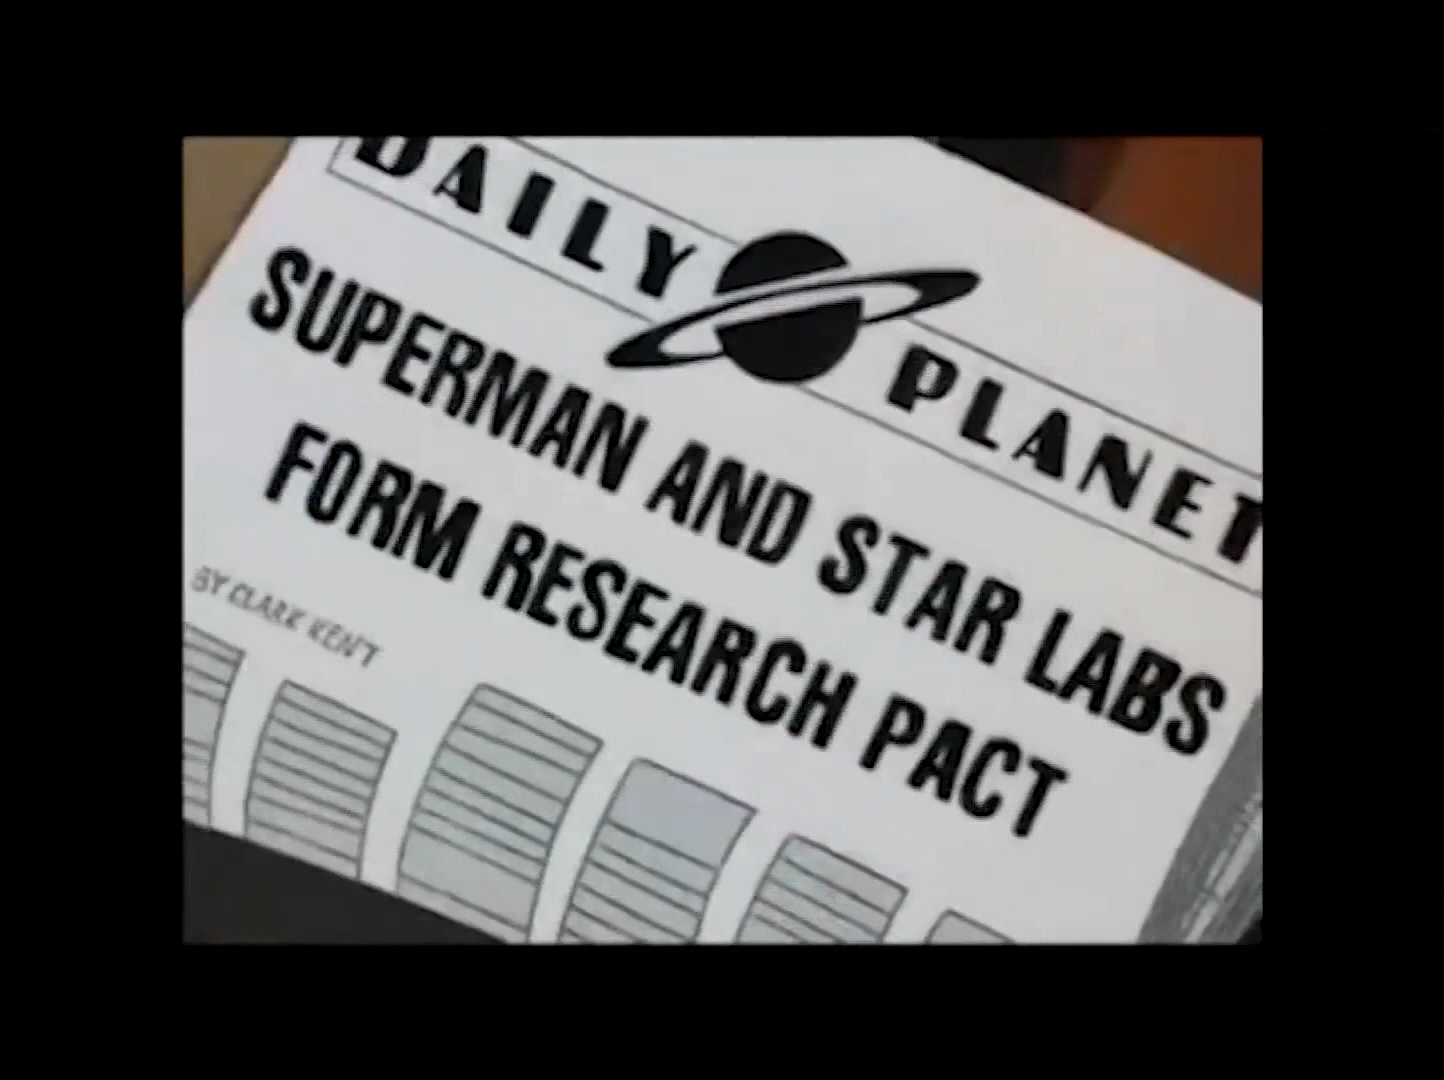 DAILY PLANET
SUPERMAN AND STAR LABS
FORM RESEARCH PACT
BY CLARK KENT